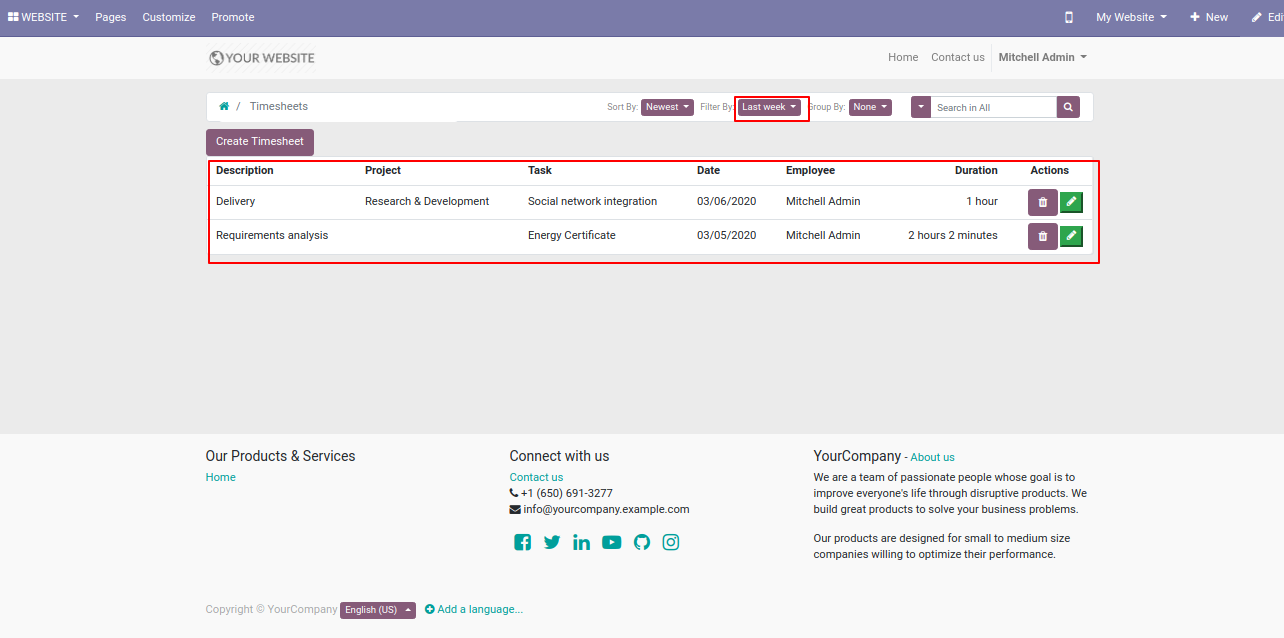 WEBSITE Pages Customize Promote My Website New Edi
YOUR WEBSITE Home Contact us Mitchell Admin
/ Timesheets Sort By: Newest Filter By: Last week Group By: None Search in All
Create Timesheet
Description Project Task Date Employee Duration Actions
Delivery Research & Development Social network integration 03/06/2020 Mitchell Admin 1 hour
Requirements analysis Energy Certificate 03/05/2020 Mitchell Admin 2 hours 2 minutes
Our Products & Services
Home
Connect with us
Contact us
+1 (650) 691-3277
info@yourcompany.example.com
YourCompany - About us
We are a team of passionate people whose goal is to
improve everyone's life through disruptive products. We
build great products to solve your business problems.
Our products are designed for small to medium size
companies willing to optimize their performance.
Copyright © YourCompany English (US) Add a language...